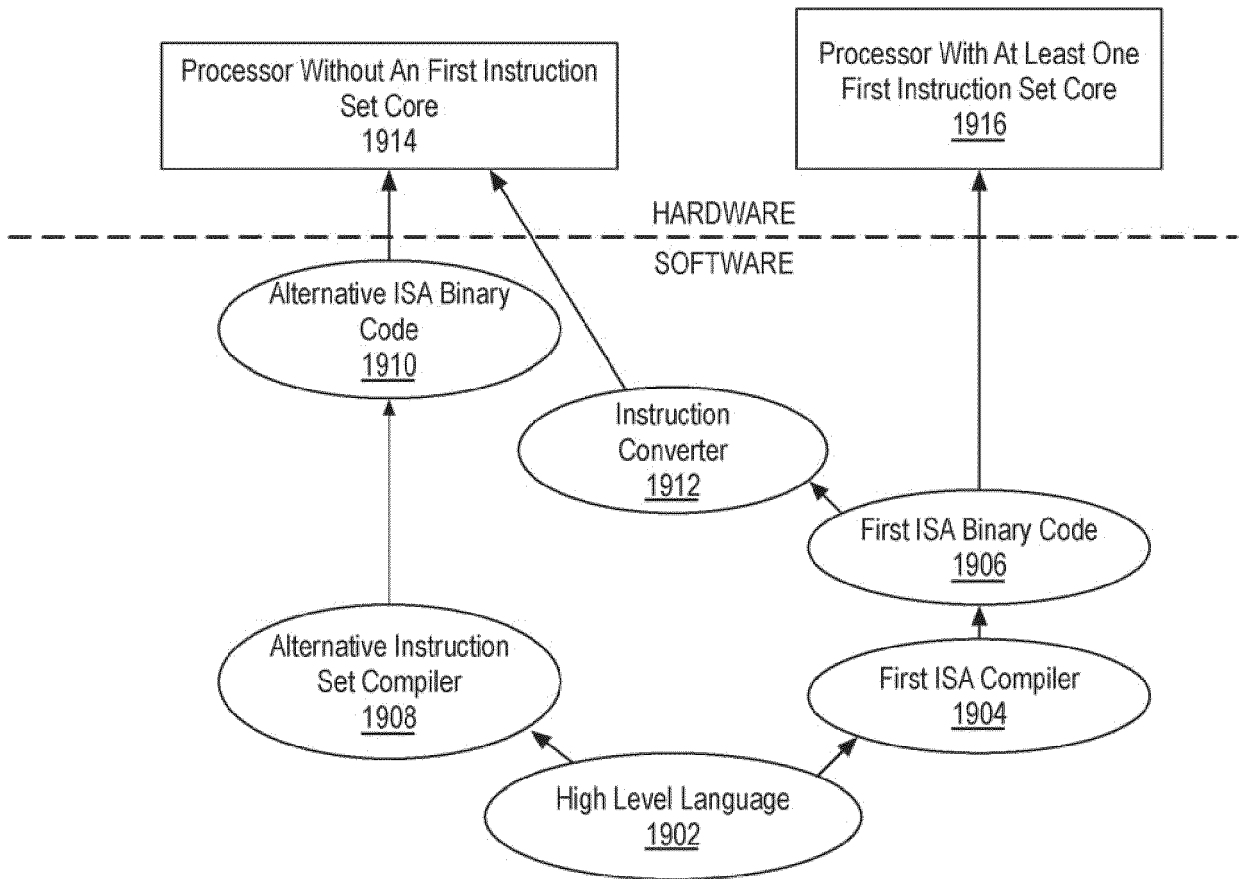 Processor Without An First Instruction
Set Core
1914
Processor With At Least One
First Instruction Set Core
1916
HARDWARE
SOFTWARE
Alternative ISA Binary
Code
1910
Instruction
Converter
1912
First ISA Binary Code
1906
Alternative Instruction
Set Compiler
1908
First ISA Compiler
1904
High Level Language
1902